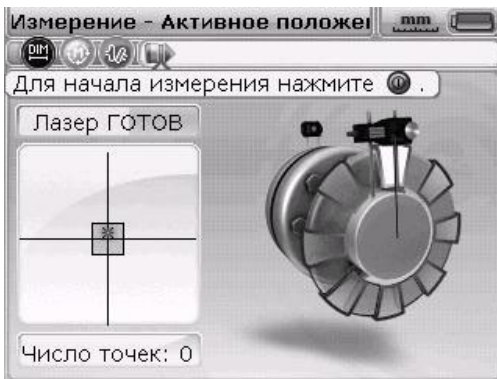 Измерение - Активное положе
mm
DIM M
Для начала измерения нажмите .
Лазер ГОТОВ
Число точек: 0